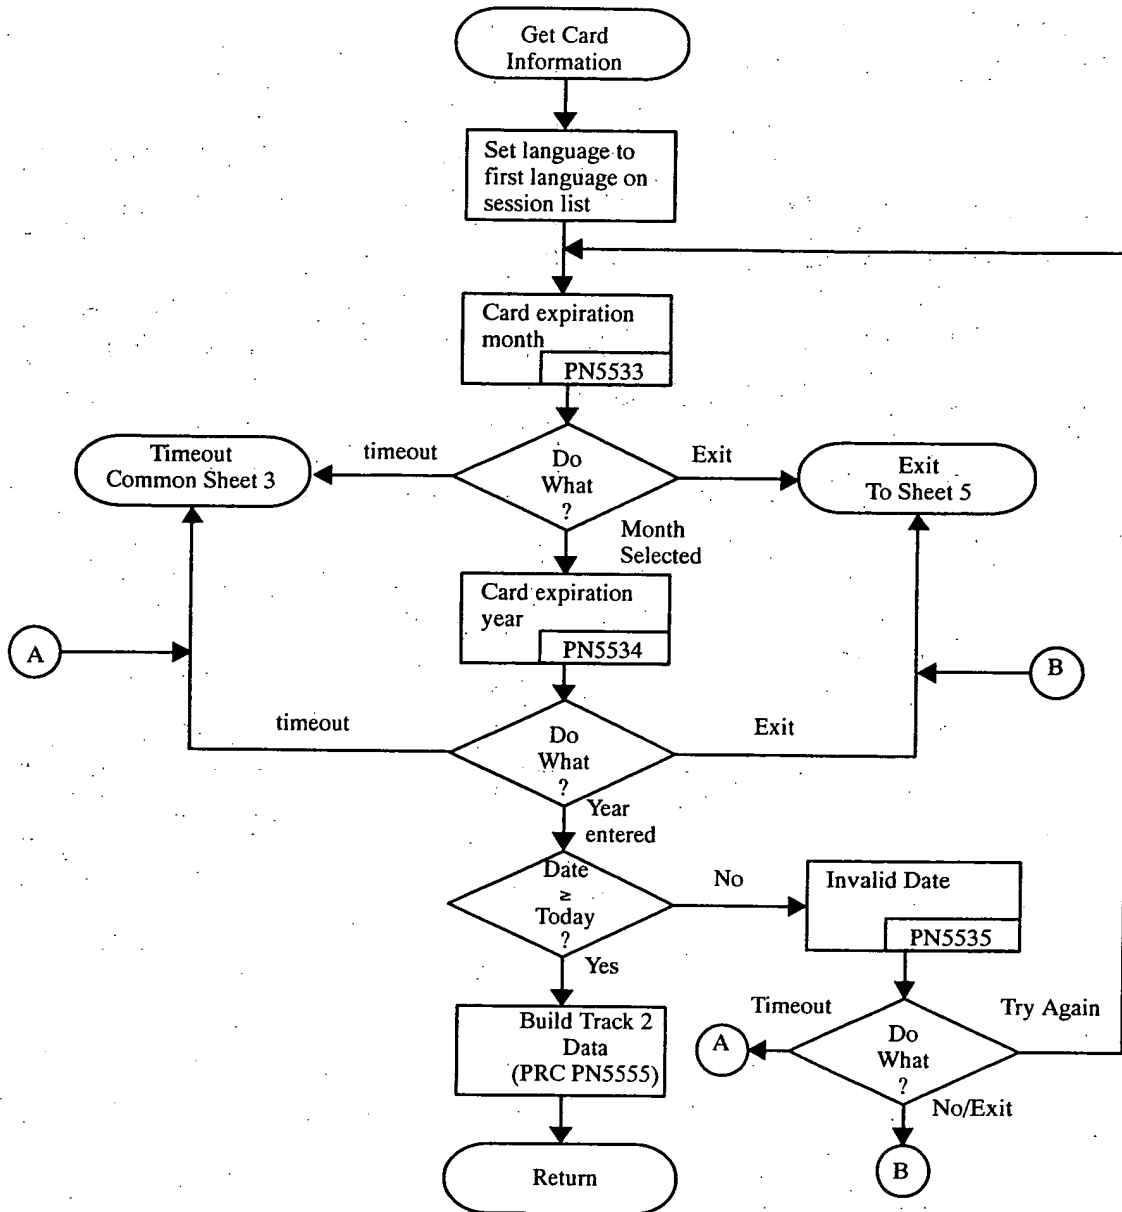 Get Card
Information
Set language to
first language on
session list
Card expiration
month
PN5533
Timeout
Common Sheet 3
timeout
Do
What
?
Exit
Exit
To Sheet 5
Month
Selected
Card expiration
year
PN5534
A
B
timeout
Do
What
?
Exit
Year
entered
Date
≥
Today
?
No
Invalid Date
PN5535
Yes
Build Track 2
Data
(PRC PN5555)
Timeout
Try Again
A
Do
What
?
No/Exit
B
Return